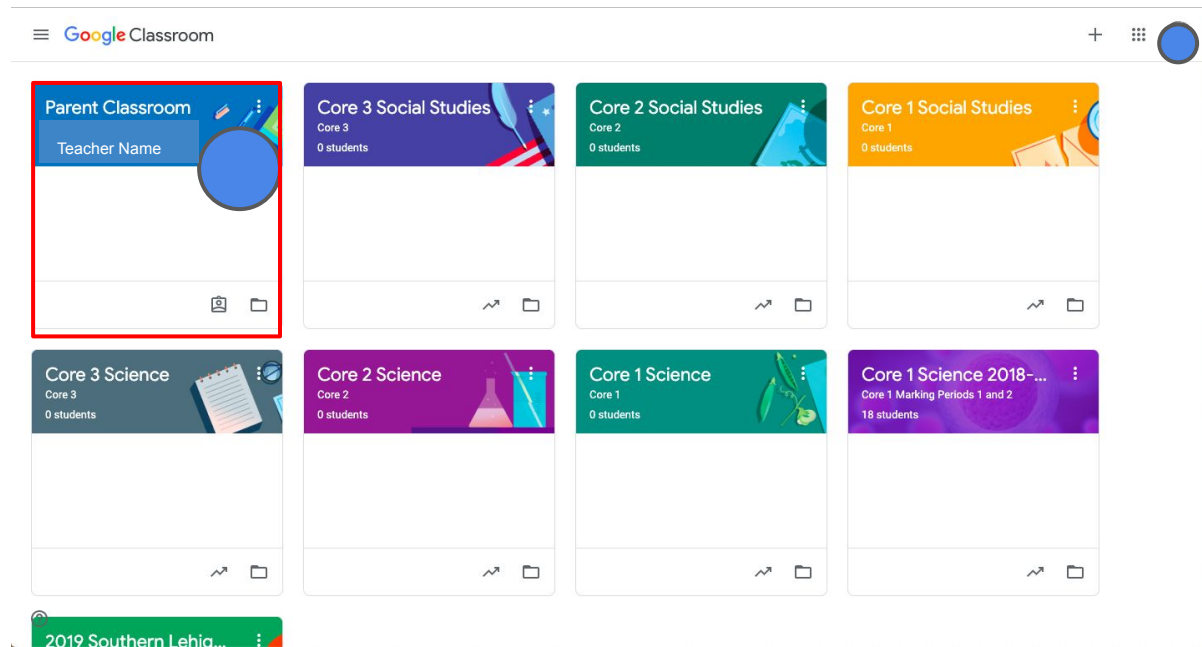 Google Classroom
Parent Classroom
Teacher Name
Core 3 Social Studies
Core 3
0 students
Core 2 Social Studies
Core 2
0 students
Core 1 Social Studies
Core 1
0 students
Core 3 Science
Core 3
0 students
Core 2 Science
Core 2
0 students
Core 1 Science
Core 1
0 students
Core 1 Science 2018-...
Core 1 Marking Periods 1 and 2
18 students
2019 Southern Lehig...